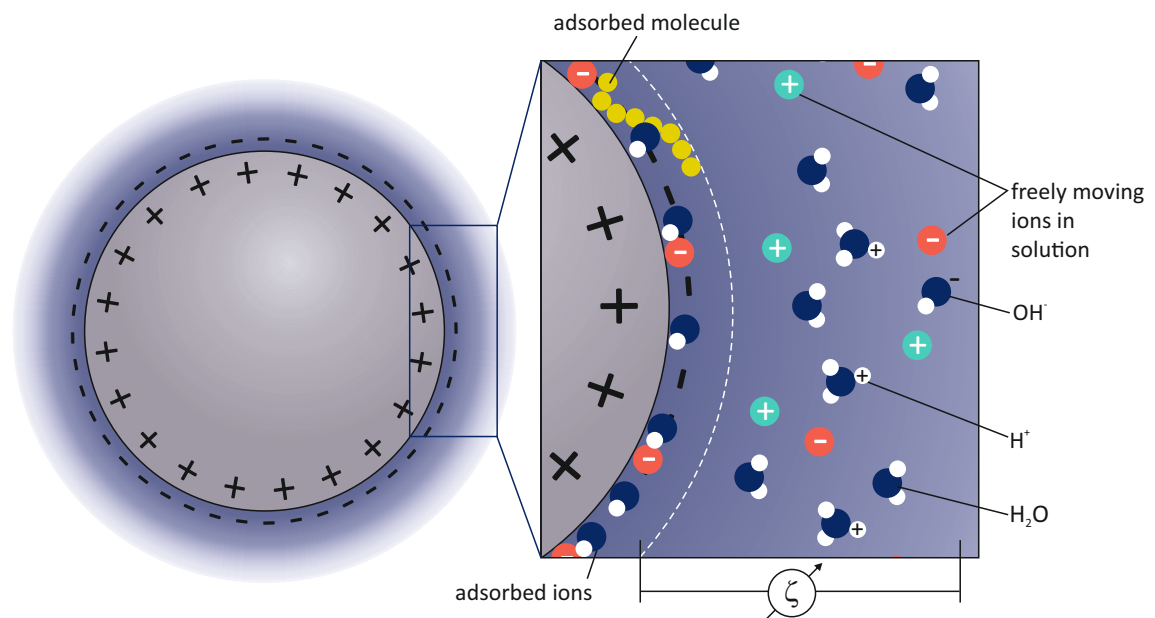 adsorbed molecule
freely moving
ions in
solution
OH⁻
H⁺
H₂O
adsorbed ions
ζ